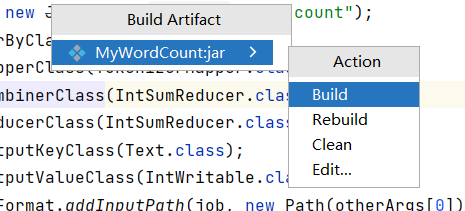 new
count");
Build Artifact
rByCla
MyWordCount:jar
Action
mbinerClass(IntSumReducer.clas
Build
ducerClass(IntSumReducer.class
Rebuild
tputKeyClass(Text.class);
Clean
tputValueClass(IntWritable.cla
Edit...
Format.addInputPath(job, new Path(otherArgs[0])